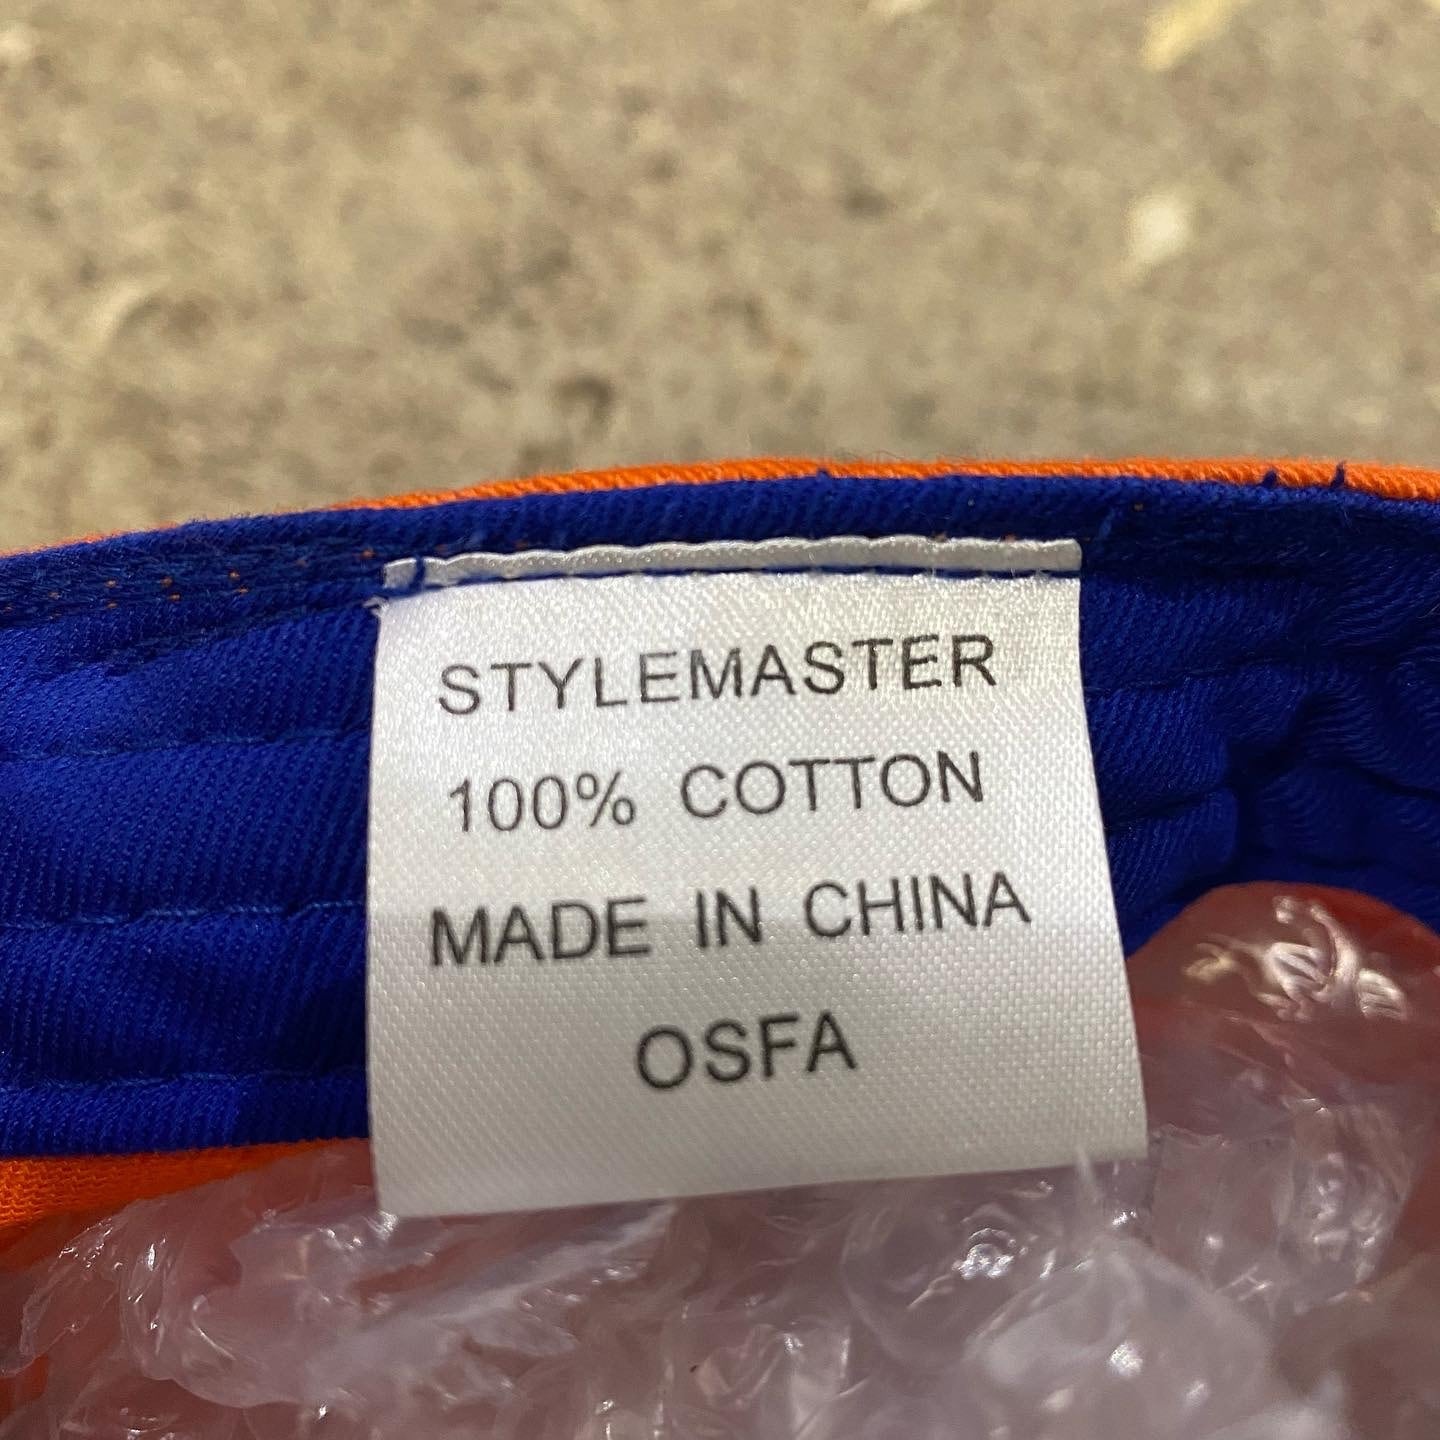 STYLEMASTER
100% COTTON
MADE IN CHINA
OSFA